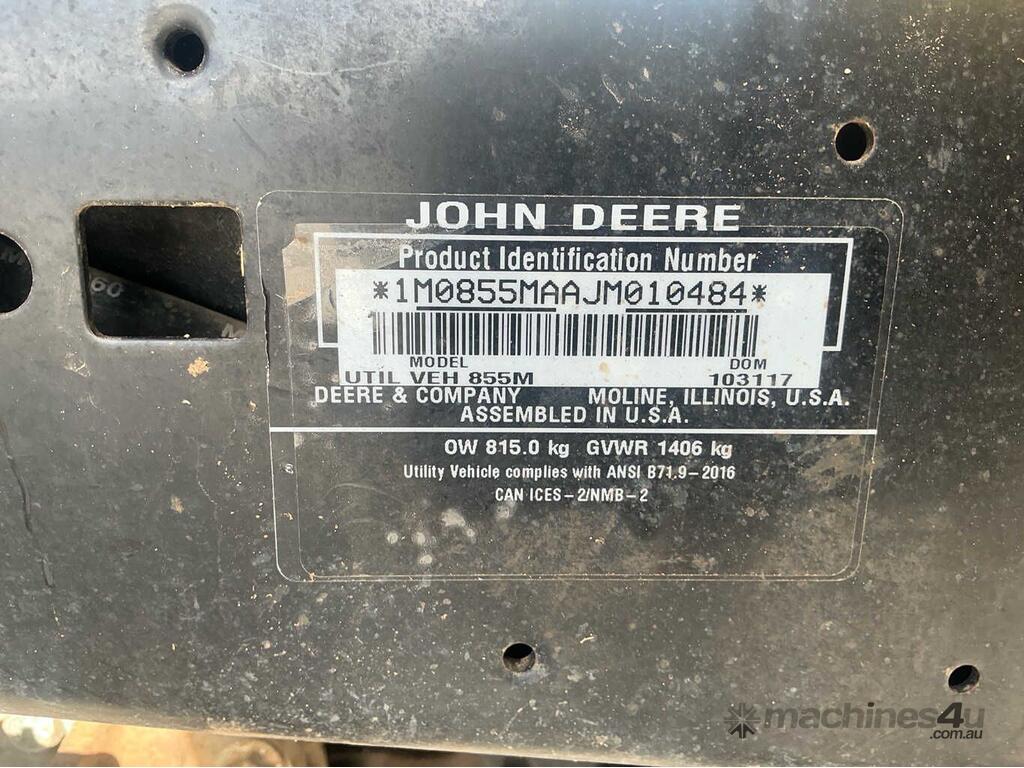 JOHN DEERE
Product Identification Number
*1M0855MAAJM010484*
MODEL DOM
UTIL VEH 855M 103117
DEERE & COMPANY MOLINE, ILLINOIS, U.S.A.
ASSEMBLED IN U.S.A.
OW 815.0 kg GVWR 1406 kg
Utility Vehicle complies with ANSI B71.9-2016
CAN ICES-2/NMB-2
60
machines4u
.com.au